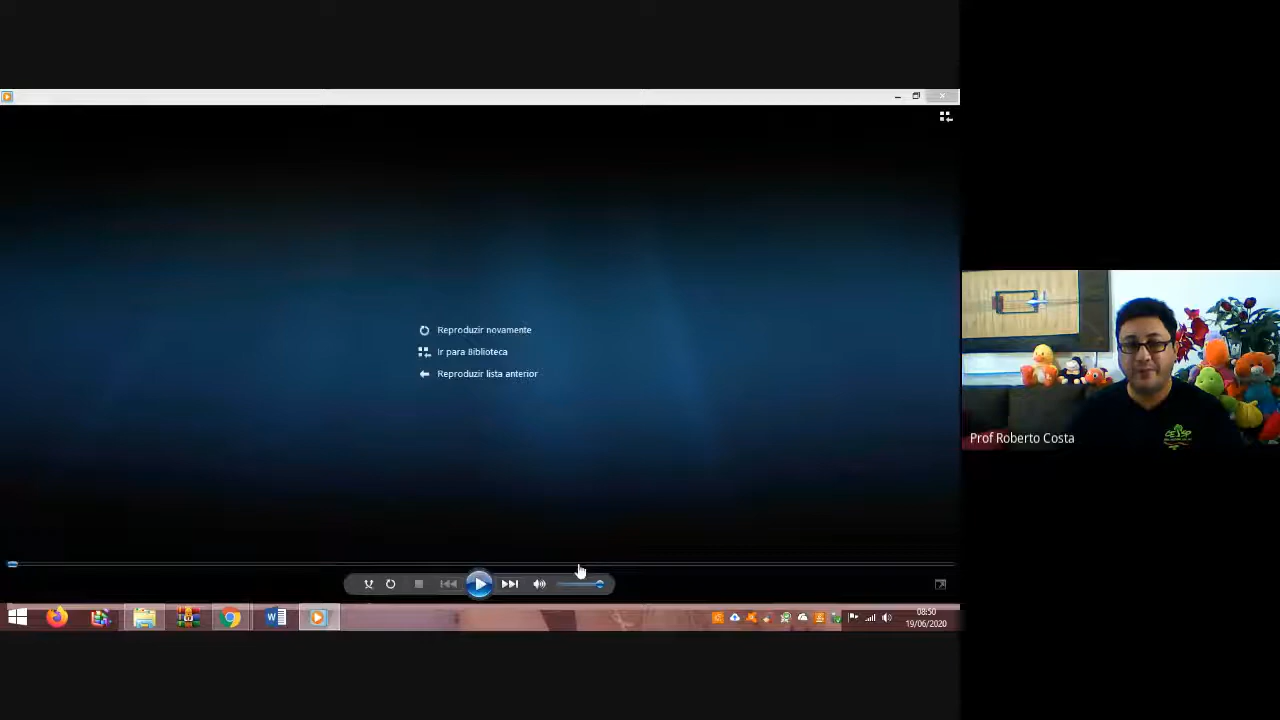 Reproduzir novamente
Ir para Biblioteca
Reproduzir lista anterior
Prof Roberto Costa
08:50
19/06/2020